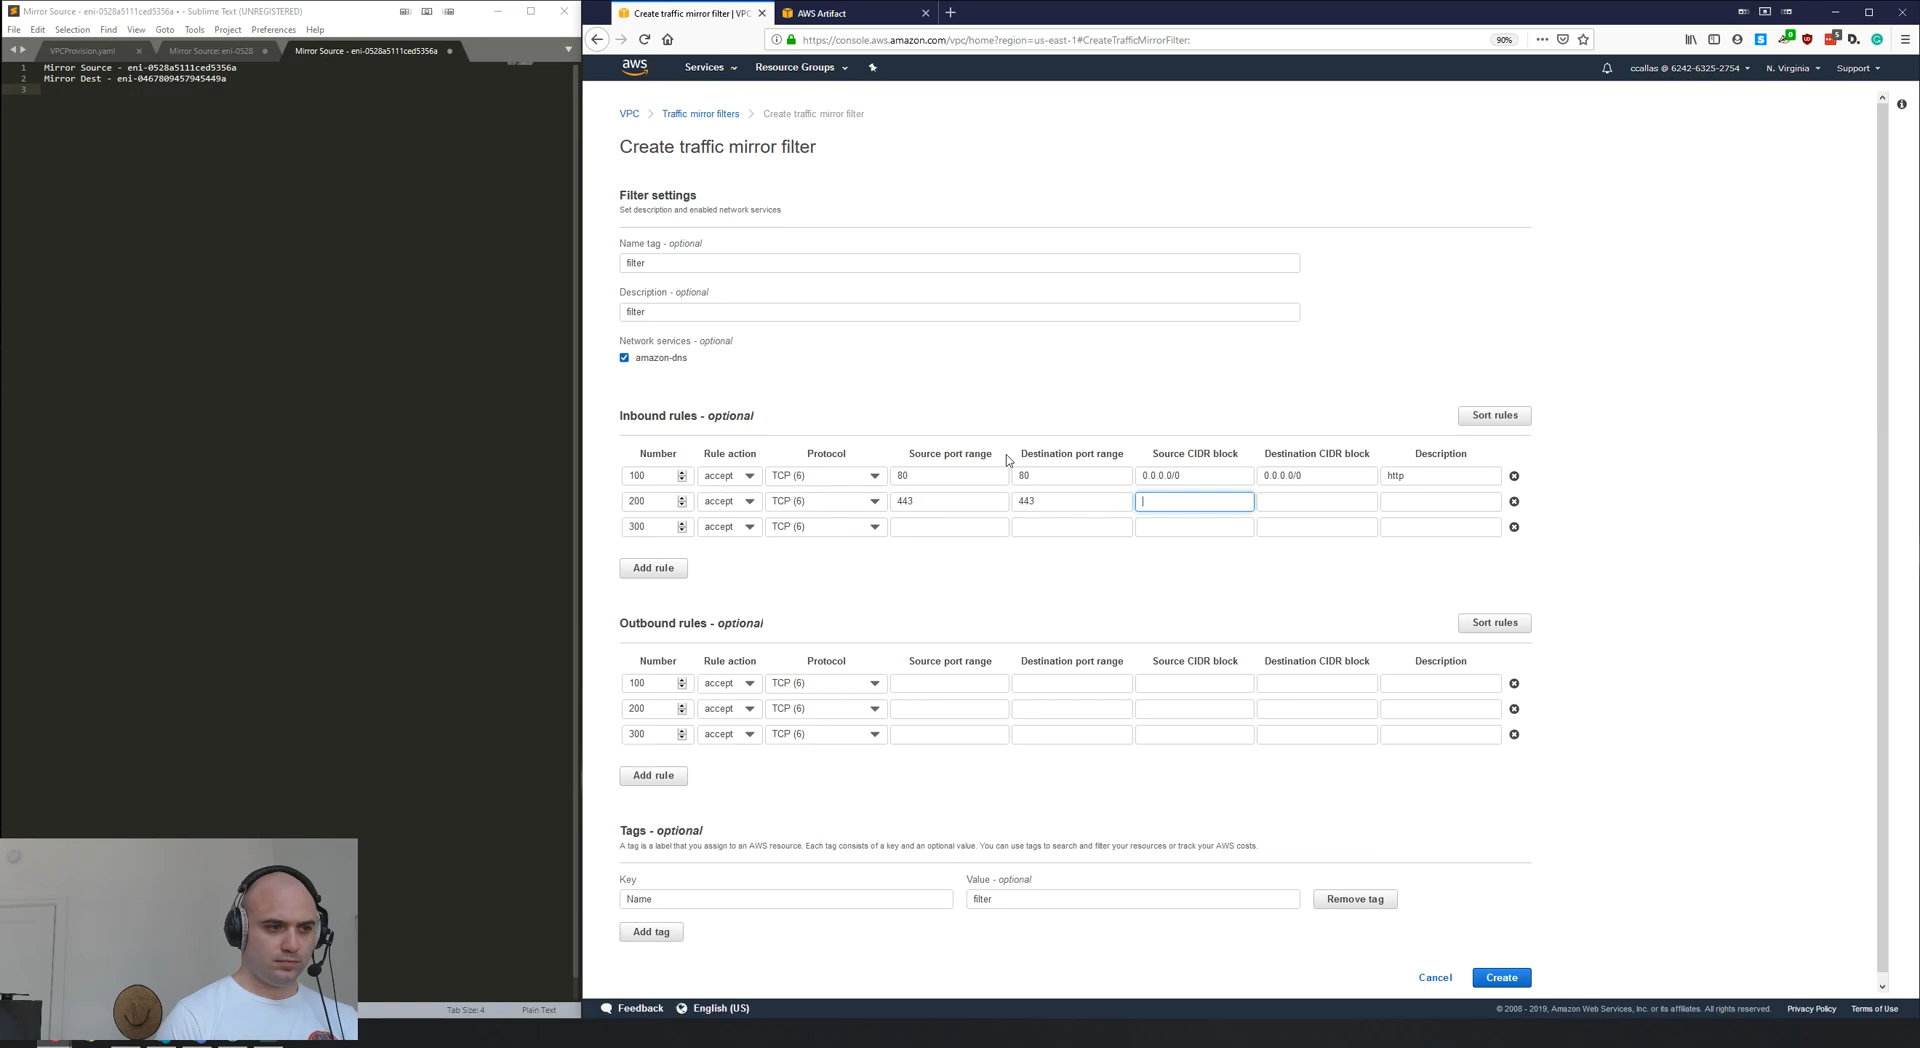 Mirror Source - eni-0528a5111ced5356a • - Sublime Text (UNREGISTERED)
File Edit Selection Find View Goto Tools Project Preferences Help
VPCProvision.yaml Mirror Source: eni-0528 Mirror Source - eni-0528a5111ced5356a
1 Mirror Source - eni-0528a5111ced5356a
2 Mirror Dest - eni-0467809457945449a
3
Tab Size: 4 Plain Text
Create traffic mirror filter | VPC AWS Artifact
https://console.aws.amazon.com/vpc/home?region=us-east-1#CreateTrafficMirrorFilter: 90%
aws Services Resource Groups ccallas @ 6242-6325-2754 N. Virginia Support
VPC Traffic mirror filters Create traffic mirror filter
Create traffic mirror filter
Filter settings
Set description and enabled network services
Name tag - optional
filter
Description - optional
filter
Network services - optional
amazon-dns
Inbound rules - optional Sort rules
Number Rule action Protocol Source port range Destination port range Source CIDR block Destination CIDR block Description
100 accept TCP (6) 80 80 0.0.0.0/0 0.0.0.0/0 http
200 accept TCP (6) 443 443
300 accept TCP (6)
Add rule
Outbound rules - optional Sort rules
Number Rule action Protocol Source port range Destination port range Source CIDR block Destination CIDR block Description
100 accept TCP (6)
200 accept TCP (6)
300 accept TCP (6)
Add rule
Tags - optional
A tag is a label that you assign to an AWS resource. Each tag consists of a key and an optional value. You can use tags to search and filter your resources or track your AWS costs.
Key Value - optional
Name filter Remove tag
Add tag
Cancel Create
Feedback English (US) © 2008 - 2019, Amazon Web Services, Inc. or its affiliates. All rights reserved. Privacy Policy Terms of Use